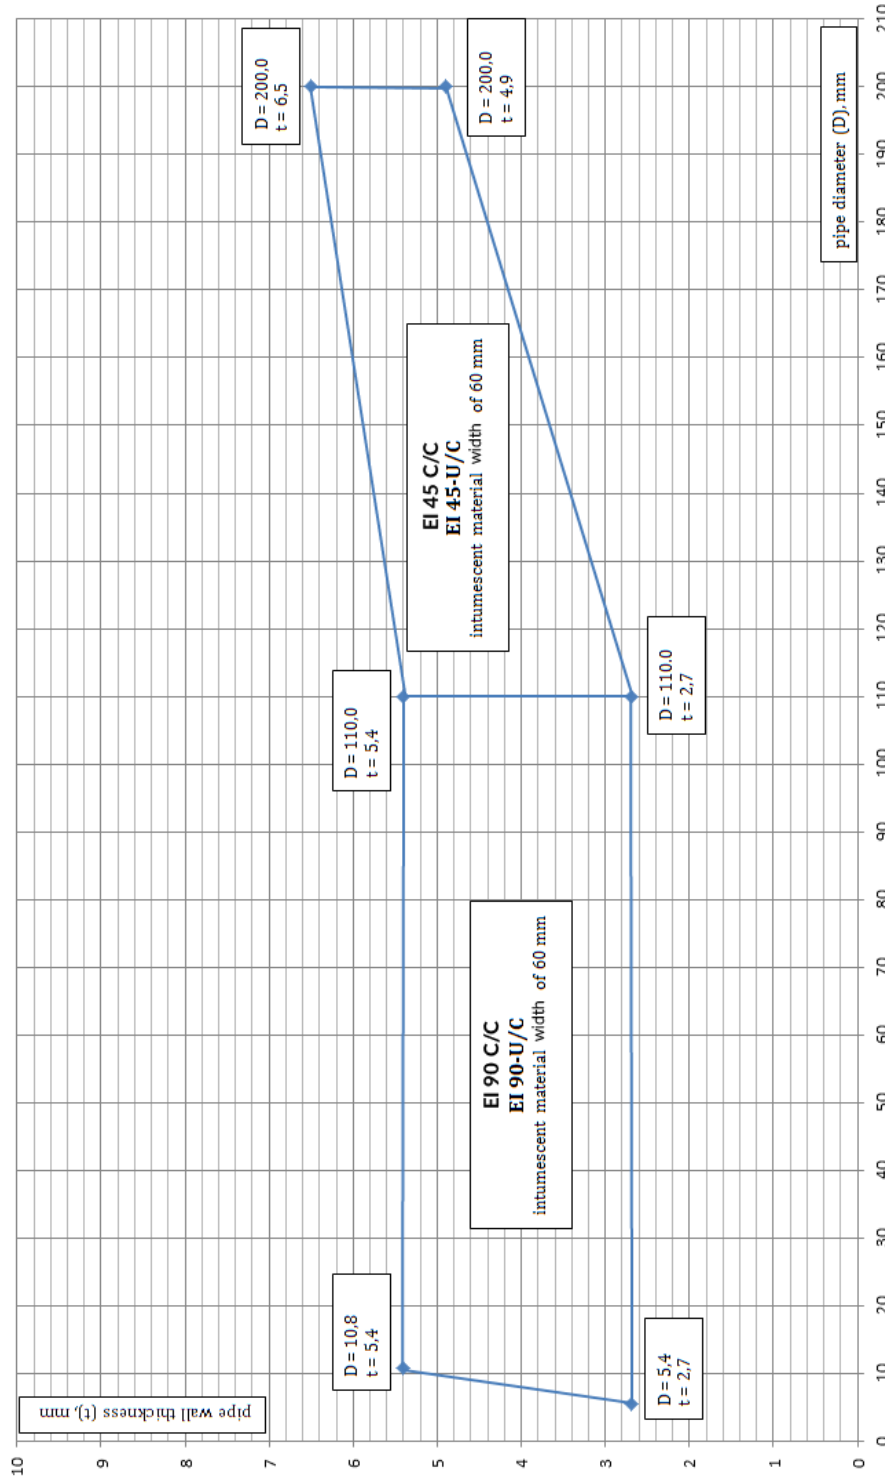 pipe wall thickness (t), mm
10
9
8
7
6
5
4
3
2
1
0
D = 10,8
t = 5,4
D = 5,4
t = 2,7
EI 90 C/C
EI 90-U/C
intumescent material width of 60 mm
D = 110,0
t = 5,4
D = 110.0
t = 2,7
EI 45 C/C
EI 45-U/C
intumescent material width of 60 mm
D = 200,0
t = 6,5
D = 200,0
t = 4,9
pipe diameter (D), mm
0
10
20
30
40
50
60
70
80
90
100
110
120
130
140
150
160
170
180
190
200
210